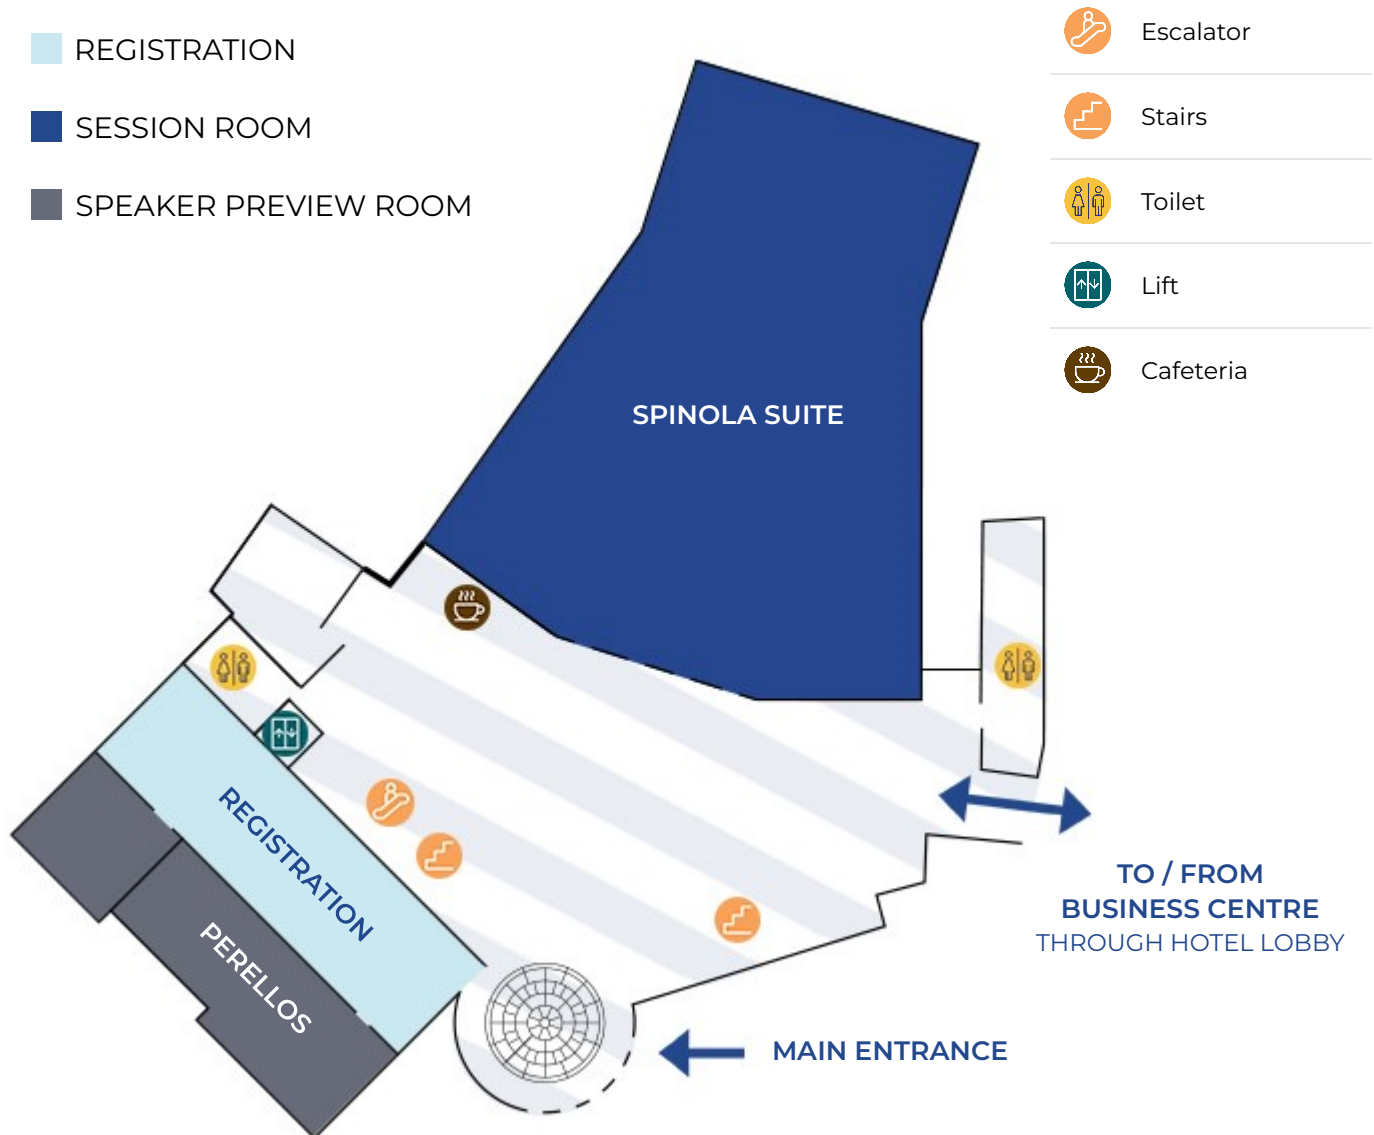 REGISTRATION
SESSION ROOM
SPEAKER PREVIEW ROOM
Escalator
Stairs
Toilet
Lift
Cafeteria
SPINOLA SUITE
REGISTRATION
PERELLOS
TO / FROM
BUSINESS CENTRE
THROUGH HOTEL LOBBY
MAIN ENTRANCE